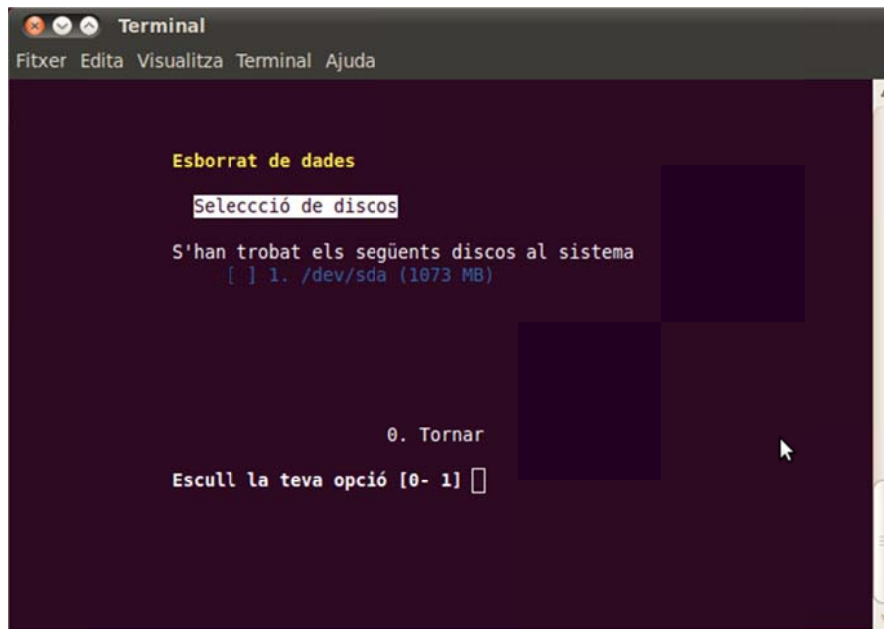 Terminal
Fitxer Edita Visualitza Terminal Ajuda
Esborrat de dades
Seleccció de discos
S'han trobat els següents discos al sistema
[ ] 1. /dev/sda (1073 MB)
0. Tornar
Escull la teva opció [0- 1]